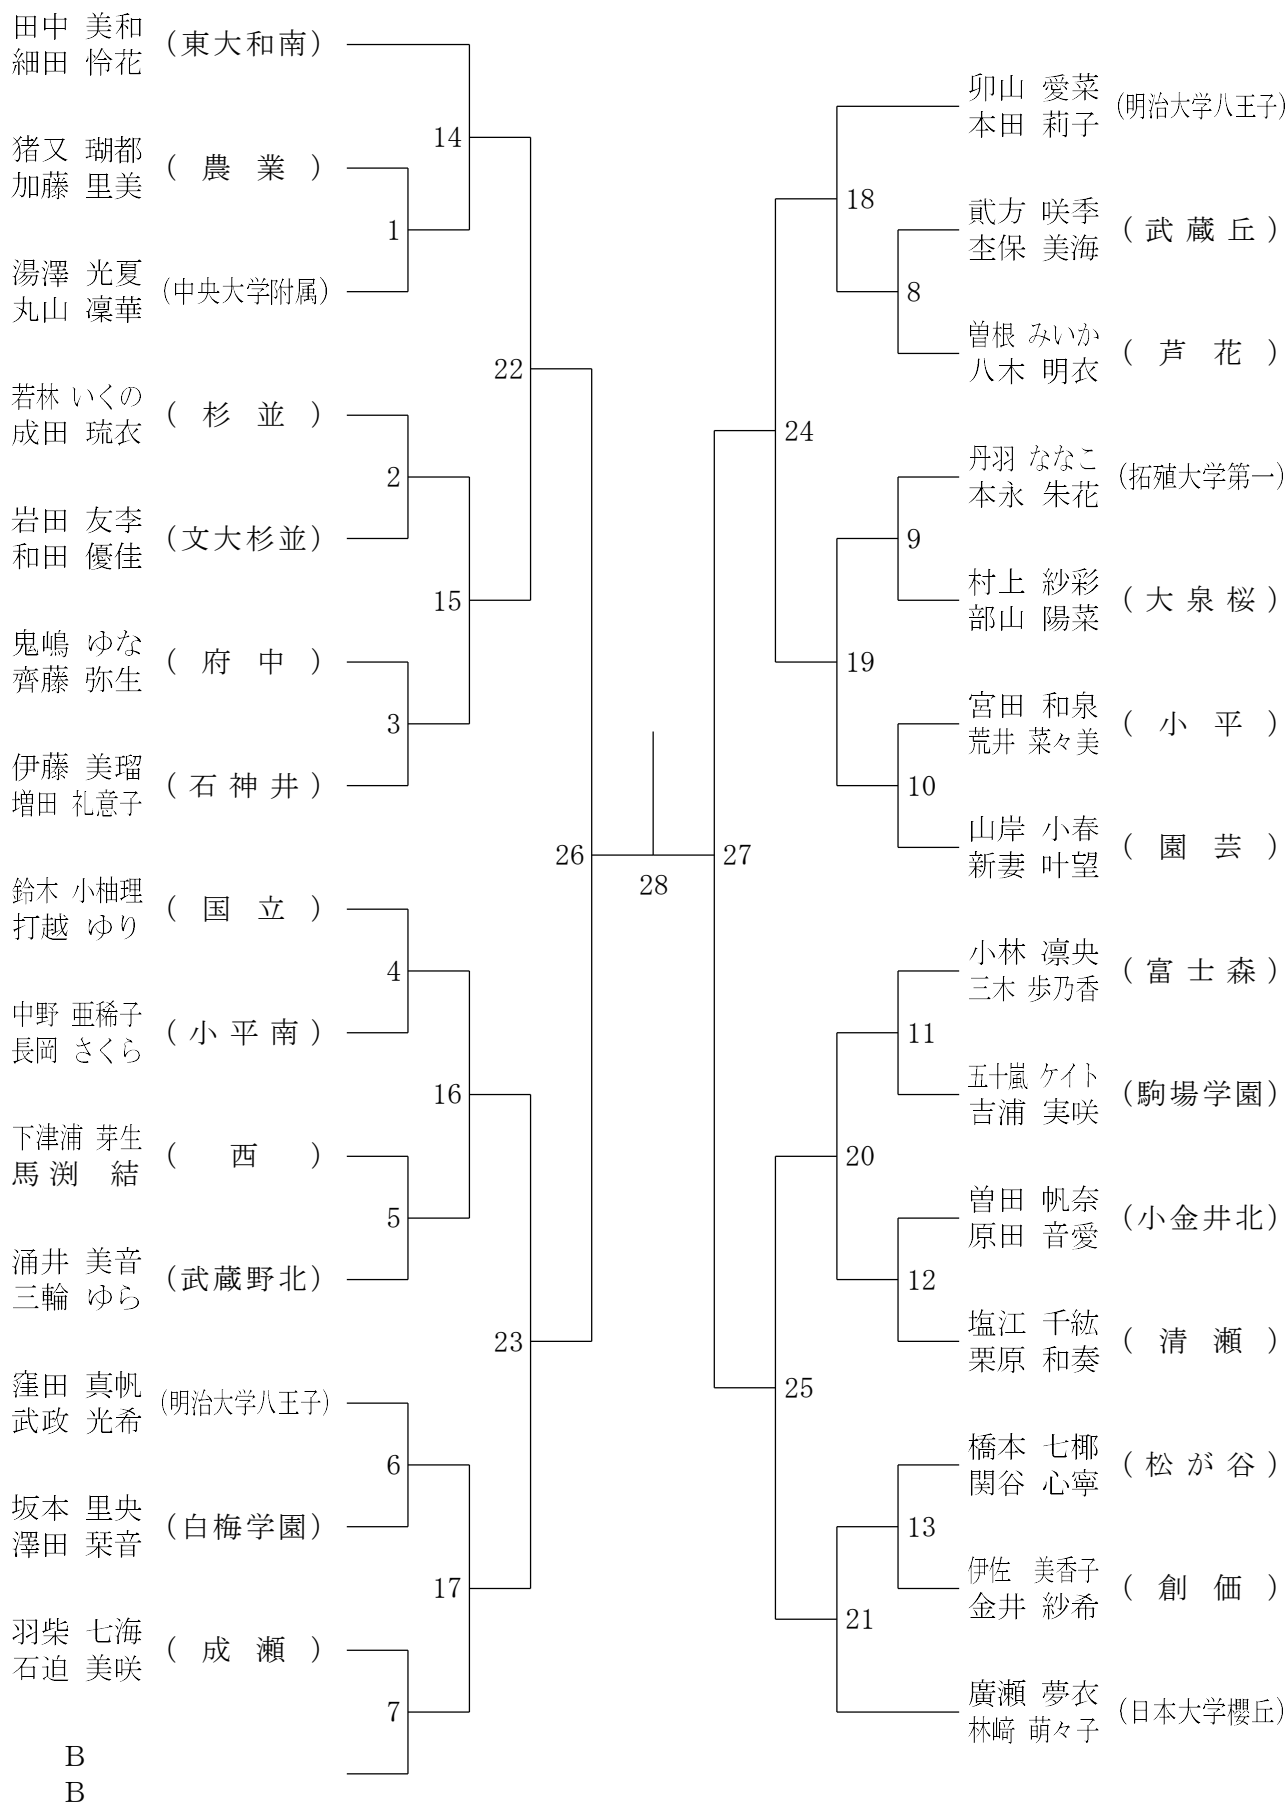 田中 美和
細田 怜花
(東大和南)
猪又 瑚都
加藤 里美
(農業)
湯澤 光夏
丸山 凜華
(中央大学附属)
若林 いくの
成田 琉衣
(杉並)
岩田 友李
和田 優佳
(文大杉並)
鬼嶋 ゆな
齊藤 弥生
(府中)
伊藤 美瑠
増田 礼意子
(石神井)
鈴木 小柚理
打越 ゆり
(国立)
中野 亜稀子
長岡 さくら
(小平南)
下津浦 芽生
馬渕 結
(西)
涌井 美音
三輪 ゆら
(武蔵野北)
窪田 真帆
武政 光希
(明治大学八王子)
坂本 里央
澤田 栞音
(白梅学園)
羽柴 七海
石迫 美咲
(成瀬)
B
B
1
2
3
4
5
6
7
14
15
16
17
22
23
26
28
27
24
25
18
19
20
21
8
9
10
11
12
13
卯山 愛菜
本田 莉子
(明治大学八王子)
貮方 咲季
杢保 美海
(武蔵丘)
曽根 みいか
八木 明衣
(芦花)
丹羽 ななこ
本永 朱花
(拓殖大学第一)
村上 紗彩
部山 陽菜
(大泉桜)
宮田 和泉
荒井 菜々美
(小平)
山岸 小春
新妻 叶望
(園芸)
小林 凛央
三木 歩乃香
(富士森)
五十嵐 ケイト
吉浦 実咲
(駒場学園)
曽田 帆奈
原田 音愛
(小金井北)
塩江 千紘
栗原 和奏
(清瀬)
橋本 七椰
関谷 心寧
(松が谷)
伊佐 美香子
金井 紗希
(創価)
廣瀬 夢衣
林﨑 萌々子
(日本大学櫻丘)